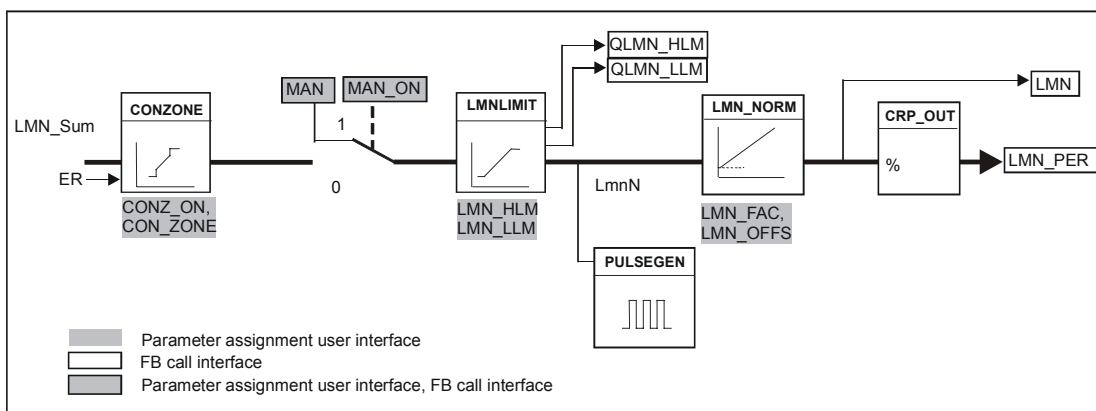 QLMN_HLM
QLMN_LLM
MAN
MAN_ON
CONZONE
LMNLIMIT
LMN_NORM
LMN
CRP_OUT
LMN_Sum
1
%
LMN_PER
ER
0
LmnN
CONZ_ON,
CON_ZONE
LMN_HLM
LMN_LLM
LMN_FAC,
LMN_OFFS
PULSEGEN
Parameter assignment user interface
FB call interface
Parameter assignment user interface, FB call interface